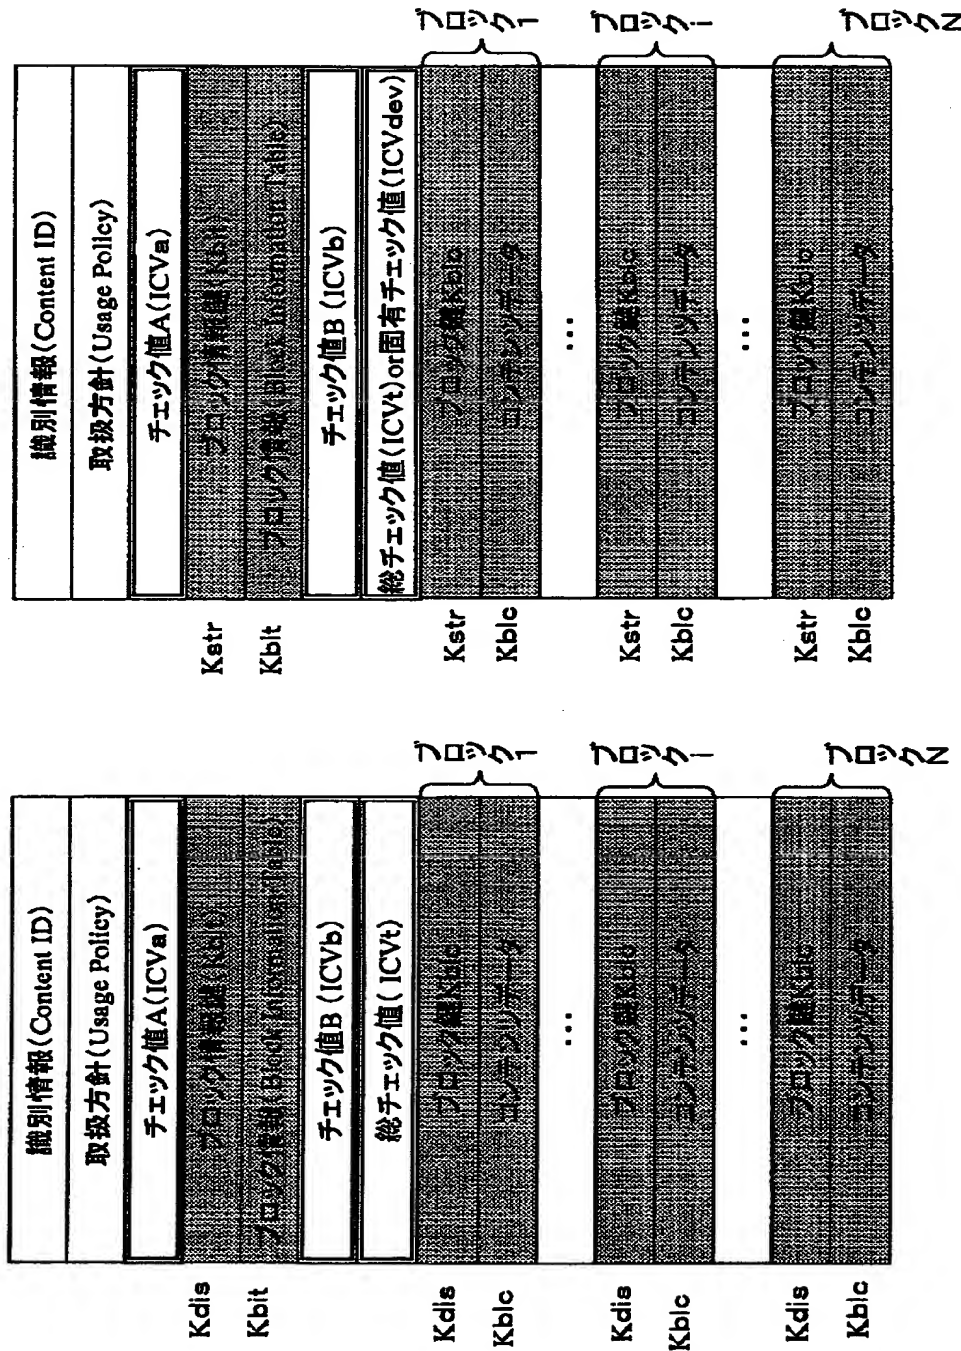 識別情報(Content ID)
取扱方針(Usage Policy)
チェック値A(ICVa)
Kdis ブロック情報鍵(Kbit)
Kbit ブロック情報(Block Information Table)
チェック値B(ICVb)
総チェック値(ICVt)
Kdis ブロック鍵Kblc
Kblc コンテンツデータ
ブロック1
...
Kdis ブロック鍵Kblc
Kblc コンテンツデータ
ブロックi
...
Kdis ブロック鍵Kblc
Kblc コンテンツデータ
ブロックN
識別情報(Content ID)
取扱方針(Usage Policy)
チェック値A(ICVa)
Kstr ブロック情報鍵(Kbit)
Kbit ブロック情報(Block Information Table)
チェック値B(ICVb)
総チェック値(ICVt)or固有チェック値(ICVdev)
Kstr ブロック鍵Kblc
Kblc コンテンツデータ
ブロック1
...
Kstr ブロック鍵Kblc
Kblc コンテンツデータ
ブロックi
...
Kstr ブロック鍵Kblc
Kblc コンテンツデータ
ブロックN